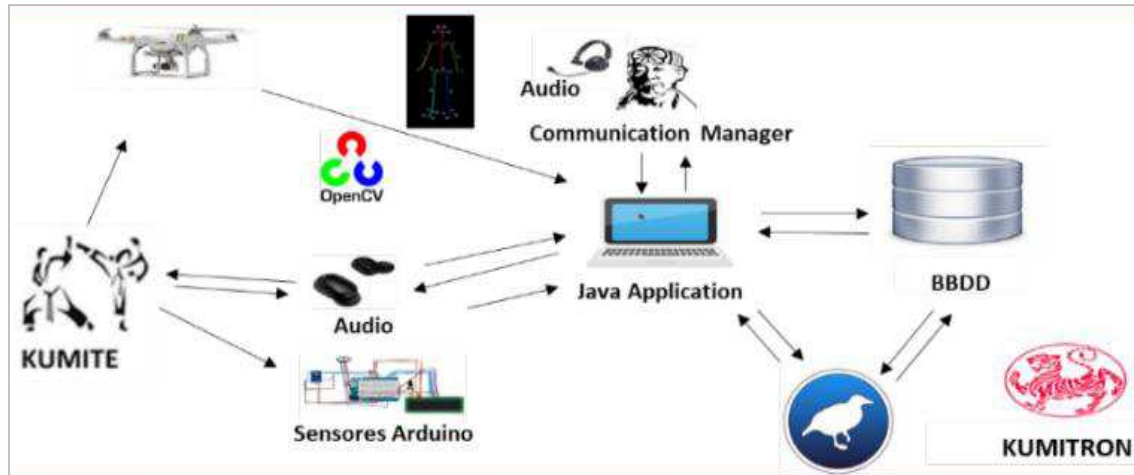 Audio
Communication Manager
OpenCV
Java Application
BBDD
Audio
KUMITE
Sensores Arduino
KUMITRON